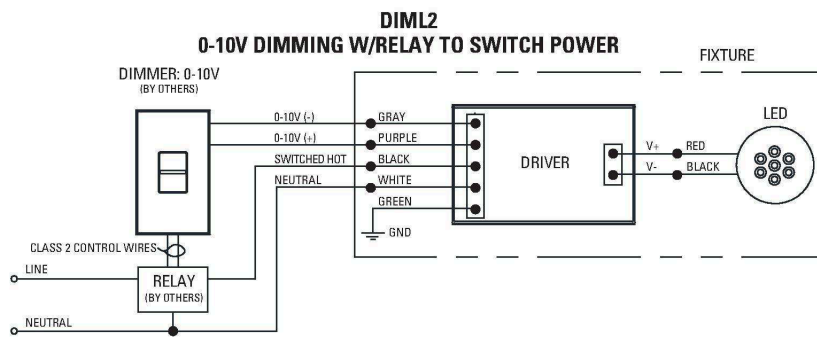 DIML2
0-10V DIMMING W/RELAY TO SWITCH POWER
FIXTURE
DIMMER: 0-10V
(BY OTHERS)
LED
0-10V (-)
GRAY
0-10V (+)
PURPLE
SWITCHED HOT
BLACK
NEUTRAL
WHITE
GREEN
GND
DRIVER
V+
RED
V-
BLACK
CLASS 2 CONTROL WIRES
LINE
RELAY
(BY OTHERS)
NEUTRAL